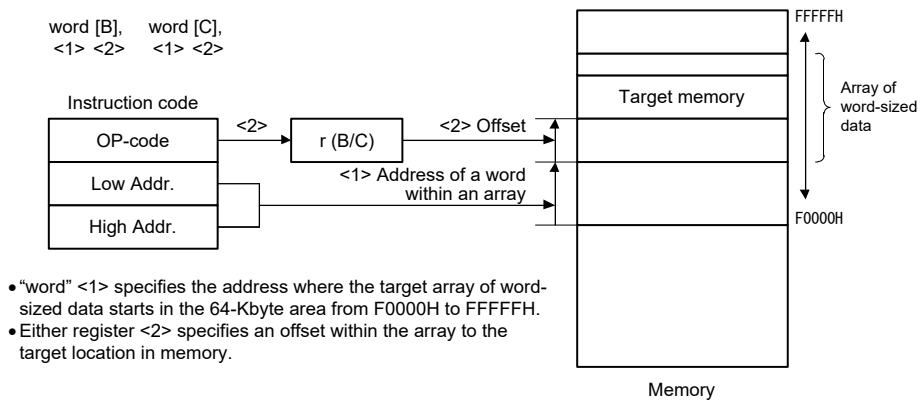 word [B], word [C],
<1> <2> <1> <2>
Instruction code
OP-code
Low Addr.
High Addr.
<2>
r (B/C)
<2> Offset
<1> Address of a word
within an array
Target memory
FFFFFH
Array of
word-sized
data
F0000H
Memory
• “word” <1> specifies the address where the target array of word-
sized data starts in the 64-Kbyte area from F0000H to FFFFFH.
• Either register <2> specifies an offset within the array to the
target location in memory.